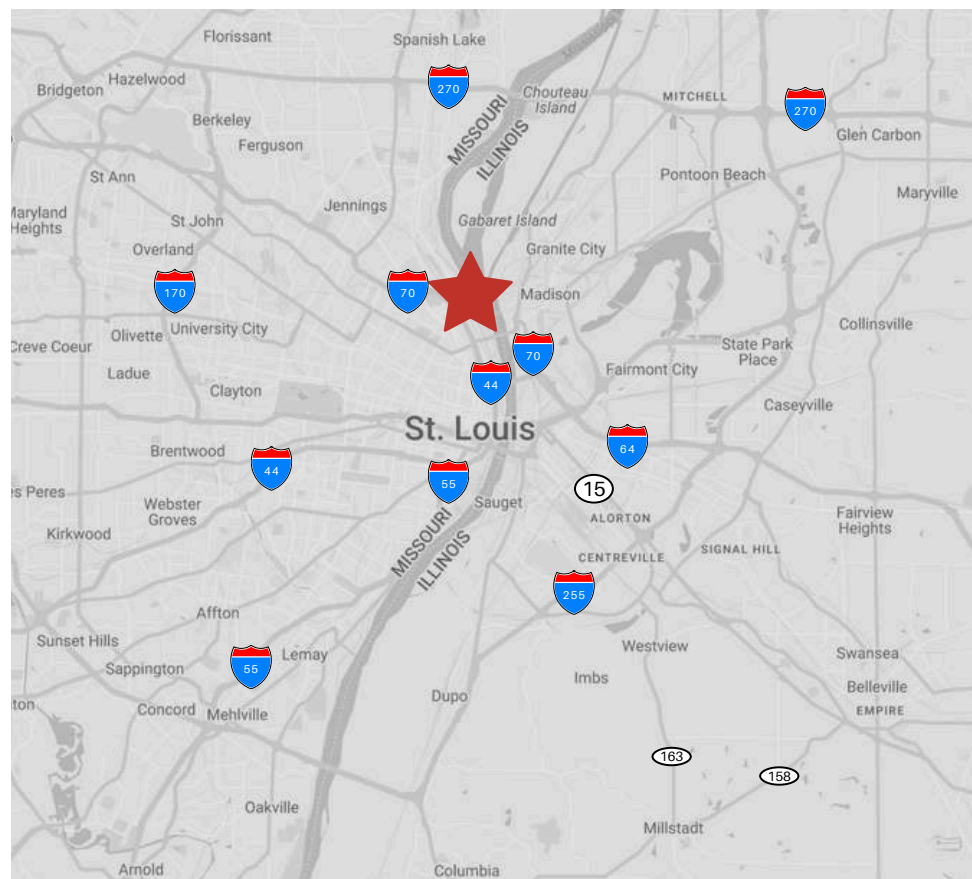 Florissant
Spanish Lake
Hazelwood
Bridgeton
270
Chouteau
Island
MITCHELL
270
Berkeley
Glen Carbon
Ferguson
MISSOURI
ILLINOIS
St Ann
Pontoon Beach
Maryville
Jennings
Maryland
Heights
St John
Gabaret Island
Overland
Granite City
170
70
Madison
Olivette
University City
Collinsville
Creve Coeur
State Park
Place
70
Ladue
44
Fairmont City
Clayton
Caseyville
St. Louis
Brentwood
64
44
55
es Peres
15
Webster
Groves
Sauget
Kirkwood
ALORTON
Fairview
Heights
MISSOURI
ILLINOIS
CENTREVILLE
SIGNAL HILL
255
Affton
Sunset Hills
Westview
Lemay
Swansea
Sappington
55
Imbs
Belleville
Dupo
ton
Concord
Mehlville
EMPIRE
163
158
Oakville
Millstadt
Arnold
Columbia